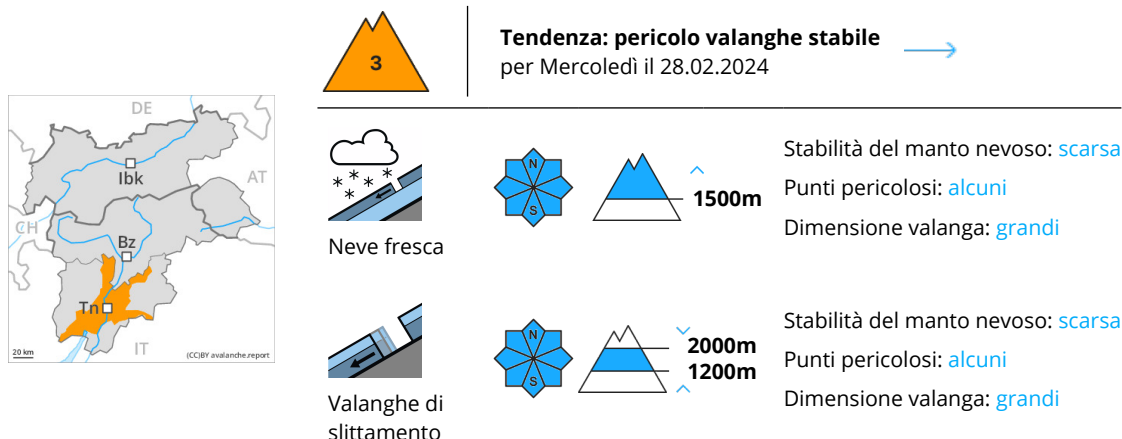 3
Tendenza: pericolo valanghe stabile
per Mercoledì il 28.02.2024
DE
Ibk
AT
CH
Bz
Tn
IT
20 km
(CC)BY avalanche.report
Neve fresca
N
S
1500m
Stabilità del manto nevoso: scarsa
Punti pericolosi: alcuni
Dimensione valanga: grandi
Valanghe di
slittamento
N
S
2000m
1200m
Stabilità del manto nevoso: scarsa
Punti pericolosi: alcuni
Dimensione valanga: grandi